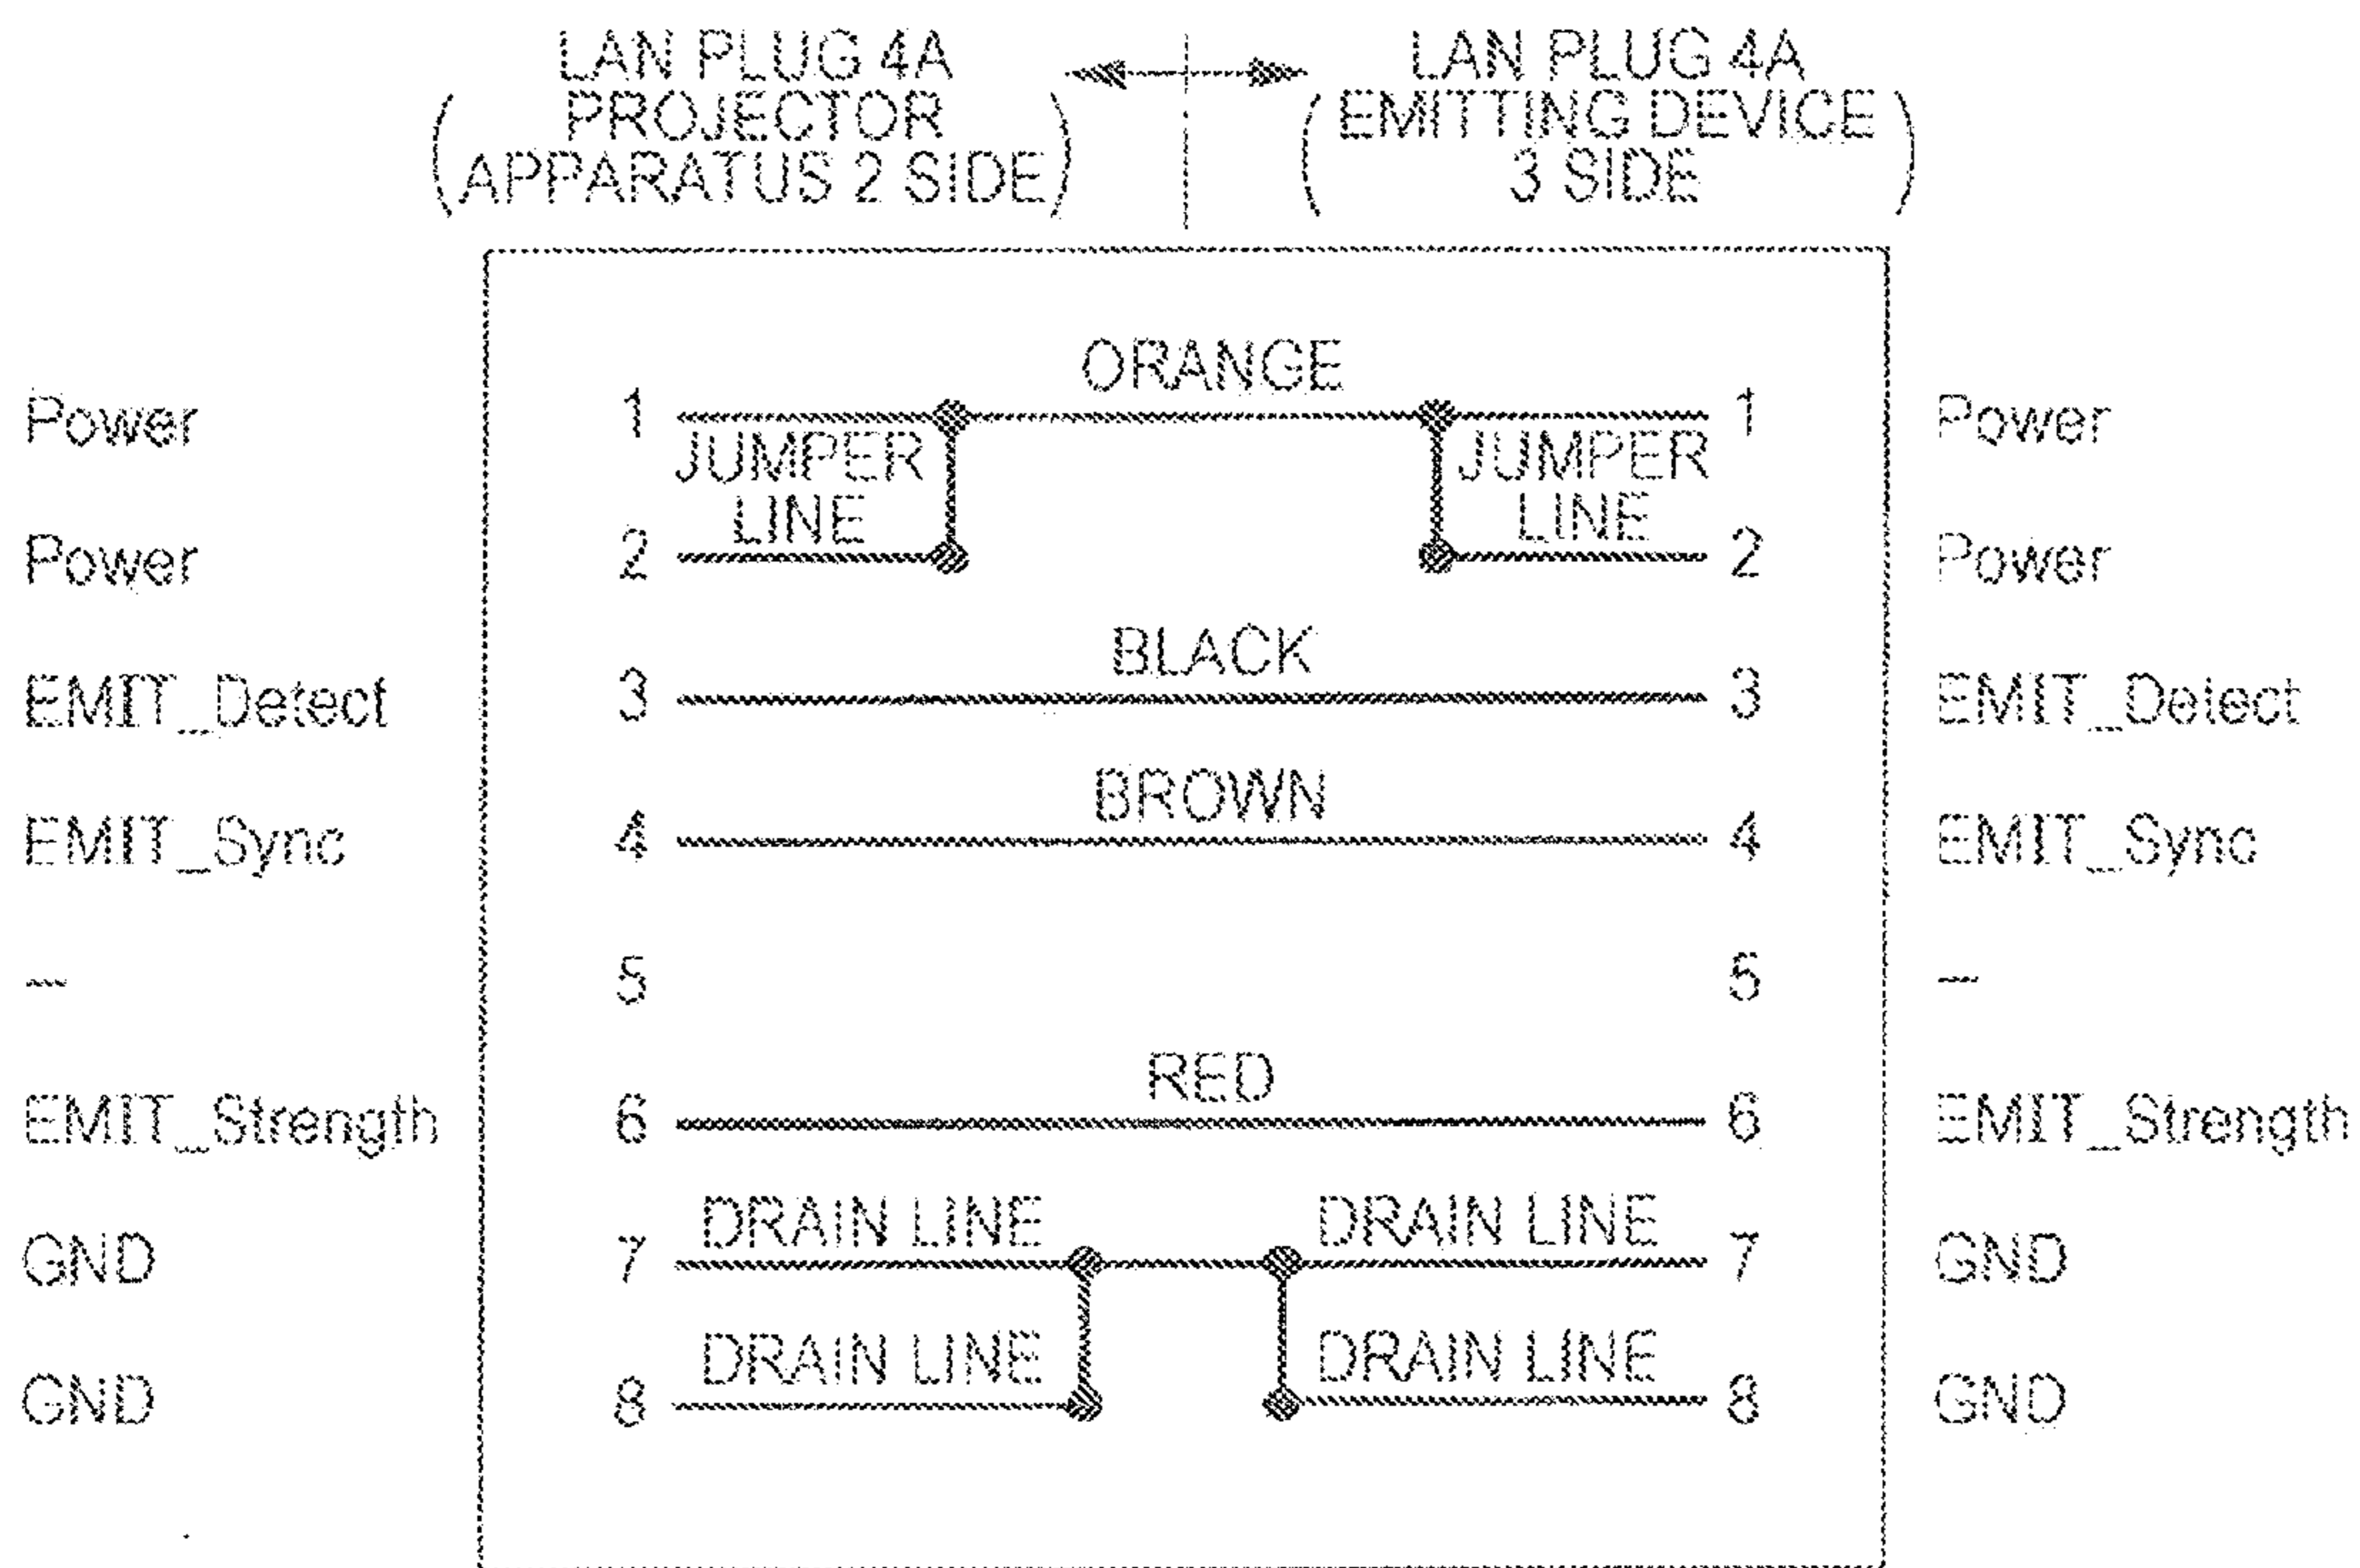 LAN PLUG 4A
(PROJECTOR
APPARATUS 2 SIDE)
LAN PLUG 4A
(EMITTING DEVICE
3 SIDE)
ORANGE
Power 1 1 Power
JUMPER LINE
JUMPER LINE
Power 2 2 Power
BLACK
EMIT_Detect 3 3 EMIT_Detect
BROWN
EMIT_Sync 4 4 EMIT_Sync
– 5 5 –
RED
EMIT_Strength 6 6 EMIT_Strength
DRAIN LINE DRAIN LINE
GND 7 7 GND
DRAIN LINE DRAIN LINE
GND 8 8 GND